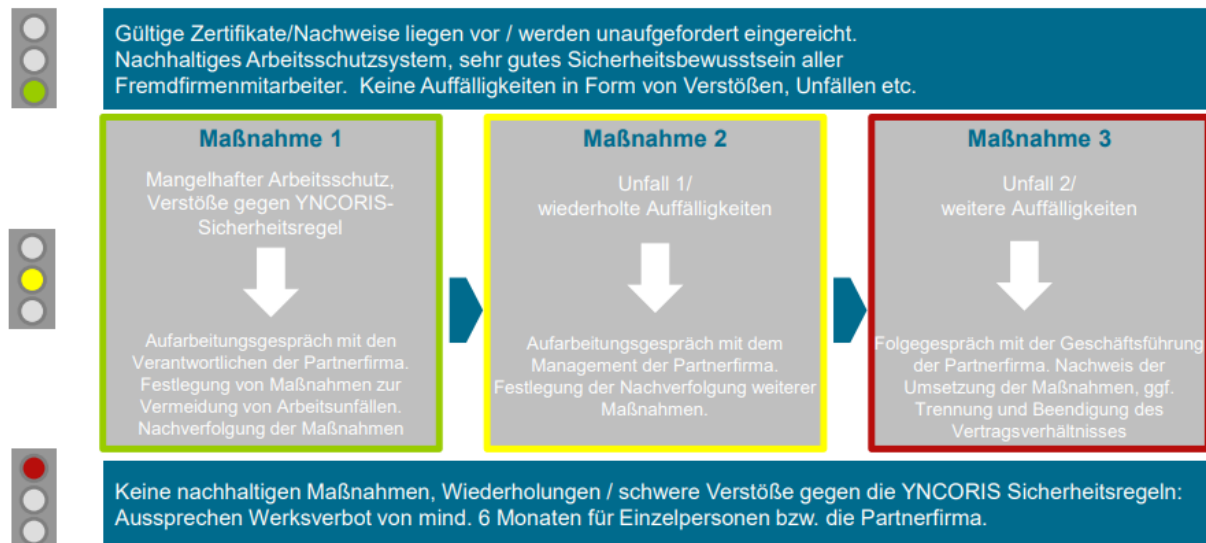 Gültige Zertifikate/Nachweise liegen vor / werden unaufgefordert eingereicht.
Nachhaltiges Arbeitsschutzsystem, sehr gutes Sicherheitsbewusstsein aller
Fremdfirmenmitarbeiter. Keine Auffälligkeiten in Form von Verstößen, Unfällen etc.
Maßnahme 1
Mangelhafter Arbeitsschutz,
Verstöße gegen YNCORIS-
Sicherheitsregel
Aufarbeitungsgespräch mit den
Verantwortlichen der Partnerfirma.
Festlegung von Maßnahmen zur
Vermeidung von Arbeitsunfällen.
Nachverfolgung der Maßnahmen
Maßnahme 2
Unfall 1/
wiederholte Auffälligkeiten
Aufarbeitungsgespräch mit dem
Management der Partnerfirma.
Festlegung der Nachverfolgung weiterer
Maßnahmen.
Maßnahme 3
Unfall 2/
weitere Auffälligkeiten
Folgegespräch mit der Geschäftsführung
der Partnerfirma. Nachweis der
Umsetzung der Maßnahmen, ggf.
Trennung und Beendigung des
Vertragsverhältnisses
Keine nachhaltigen Maßnahmen, Wiederholungen / schwere Verstöße gegen die YNCORIS Sicherheitsregeln:
Aussprechen Werksverbot von mind. 6 Monaten für Einzelpersonen bzw. die Partnerfirma.